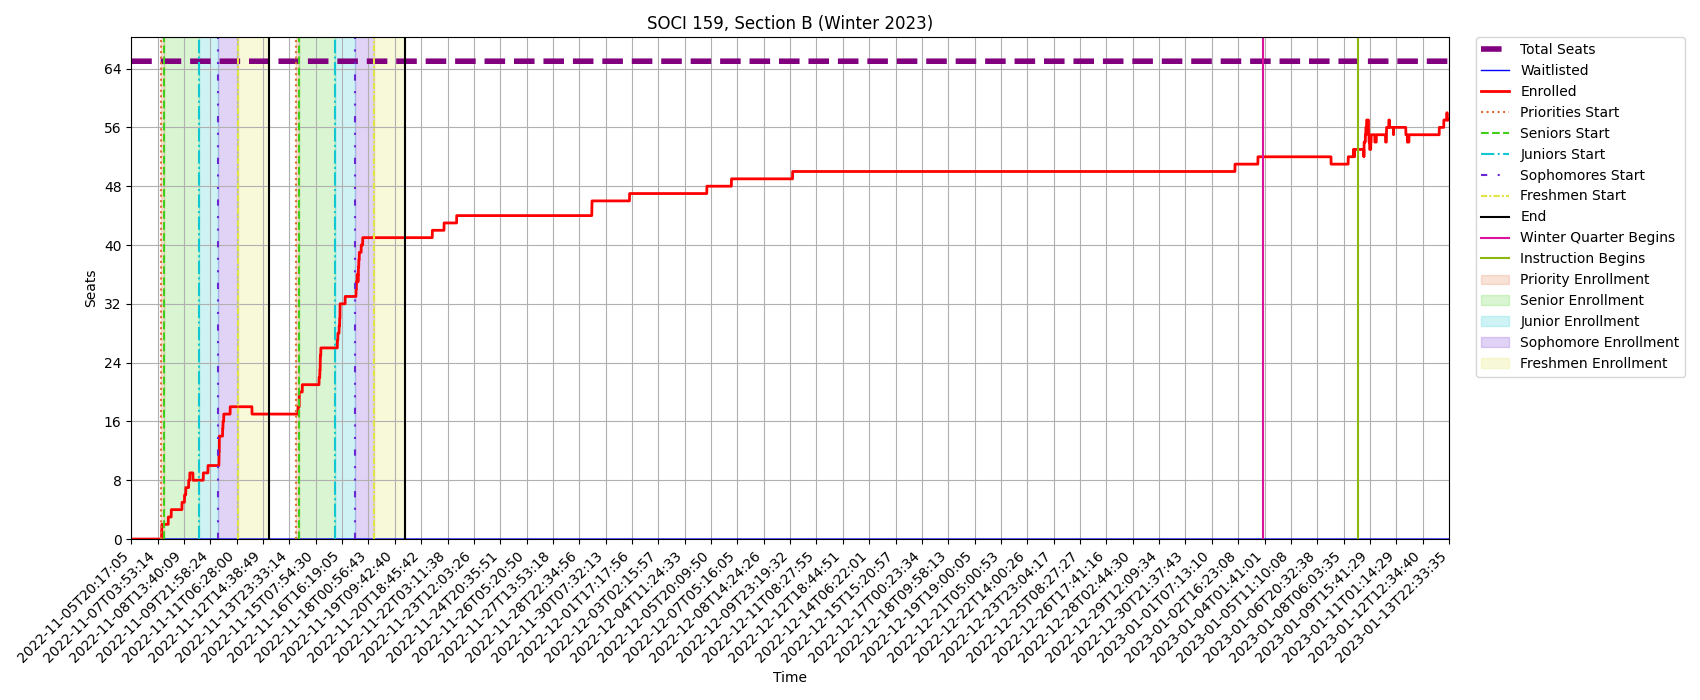 SOCI 159, Section B (Winter 2023)
Seats
64
56
48
40
32
24
16
8
0
2022-11-05T20:17:05
2022-11-07T03:53:14
2022-11-08T13:40:09
2022-11-09T21:58:24
2022-11-11T06:28:00
2022-11-12T14:38:49
2022-11-13T23:33:14
2022-11-15T07:54:30
2022-11-16T16:19:05
2022-11-18T00:56:43
2022-11-19T09:42:40
2022-11-20T18:45:42
2022-11-22T03:11:38
2022-11-23T12:03:26
2022-11-24T20:35:51
2022-11-26T05:20:50
2022-11-27T13:53:18
2022-11-28T22:34:56
2022-11-30T07:32:13
2022-12-01T17:17:56
2022-12-03T02:15:57
2022-12-04T11:24:33
2022-12-05T20:09:50
2022-12-07T05:16:05
2022-12-08T14:24:26
2022-12-09T23:19:32
2022-12-11T08:27:55
2022-12-12T18:44:51
2022-12-14T06:22:01
2022-12-15T15:20:57
2022-12-17T00:23:34
2022-12-18T09:58:13
2022-12-19T19:00:05
2022-12-21T05:00:53
2022-12-22T14:00:26
2022-12-23T23:04:17
2022-12-25T08:27:27
2022-12-26T17:41:16
2022-12-28T02:44:30
2022-12-29T12:09:34
2022-12-30T21:37:43
2023-01-01T07:13:10
2023-01-02T16:23:08
2023-01-04T01:41:01
2023-01-05T11:10:08
2023-01-06T20:32:38
2023-01-08T06:03:35
2023-01-09T15:41:29
2023-01-11T01:14:29
2023-01-12T12:34:40
2023-01-13T22:33:35
Time
Total Seats
Waitlisted
Enrolled
Priorities Start
Seniors Start
Juniors Start
Sophomores Start
Freshmen Start
End
Winter Quarter Begins
Instruction Begins
Priority Enrollment
Senior Enrollment
Junior Enrollment
Sophomore Enrollment
Freshmen Enrollment